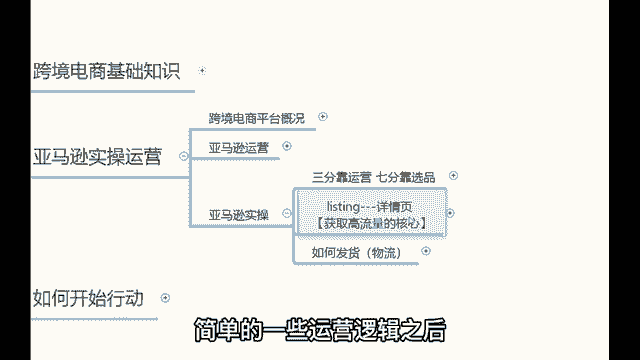 跨境电商基础知识
跨境电商平台概况
亚马逊运营
亚马逊实操运营
三分靠运营 七分靠选品
listing---详情页
【获取高流量的核心】
亚马逊实操
如何发货（物流）
如何开始行动
简单的一些运营逻辑之后